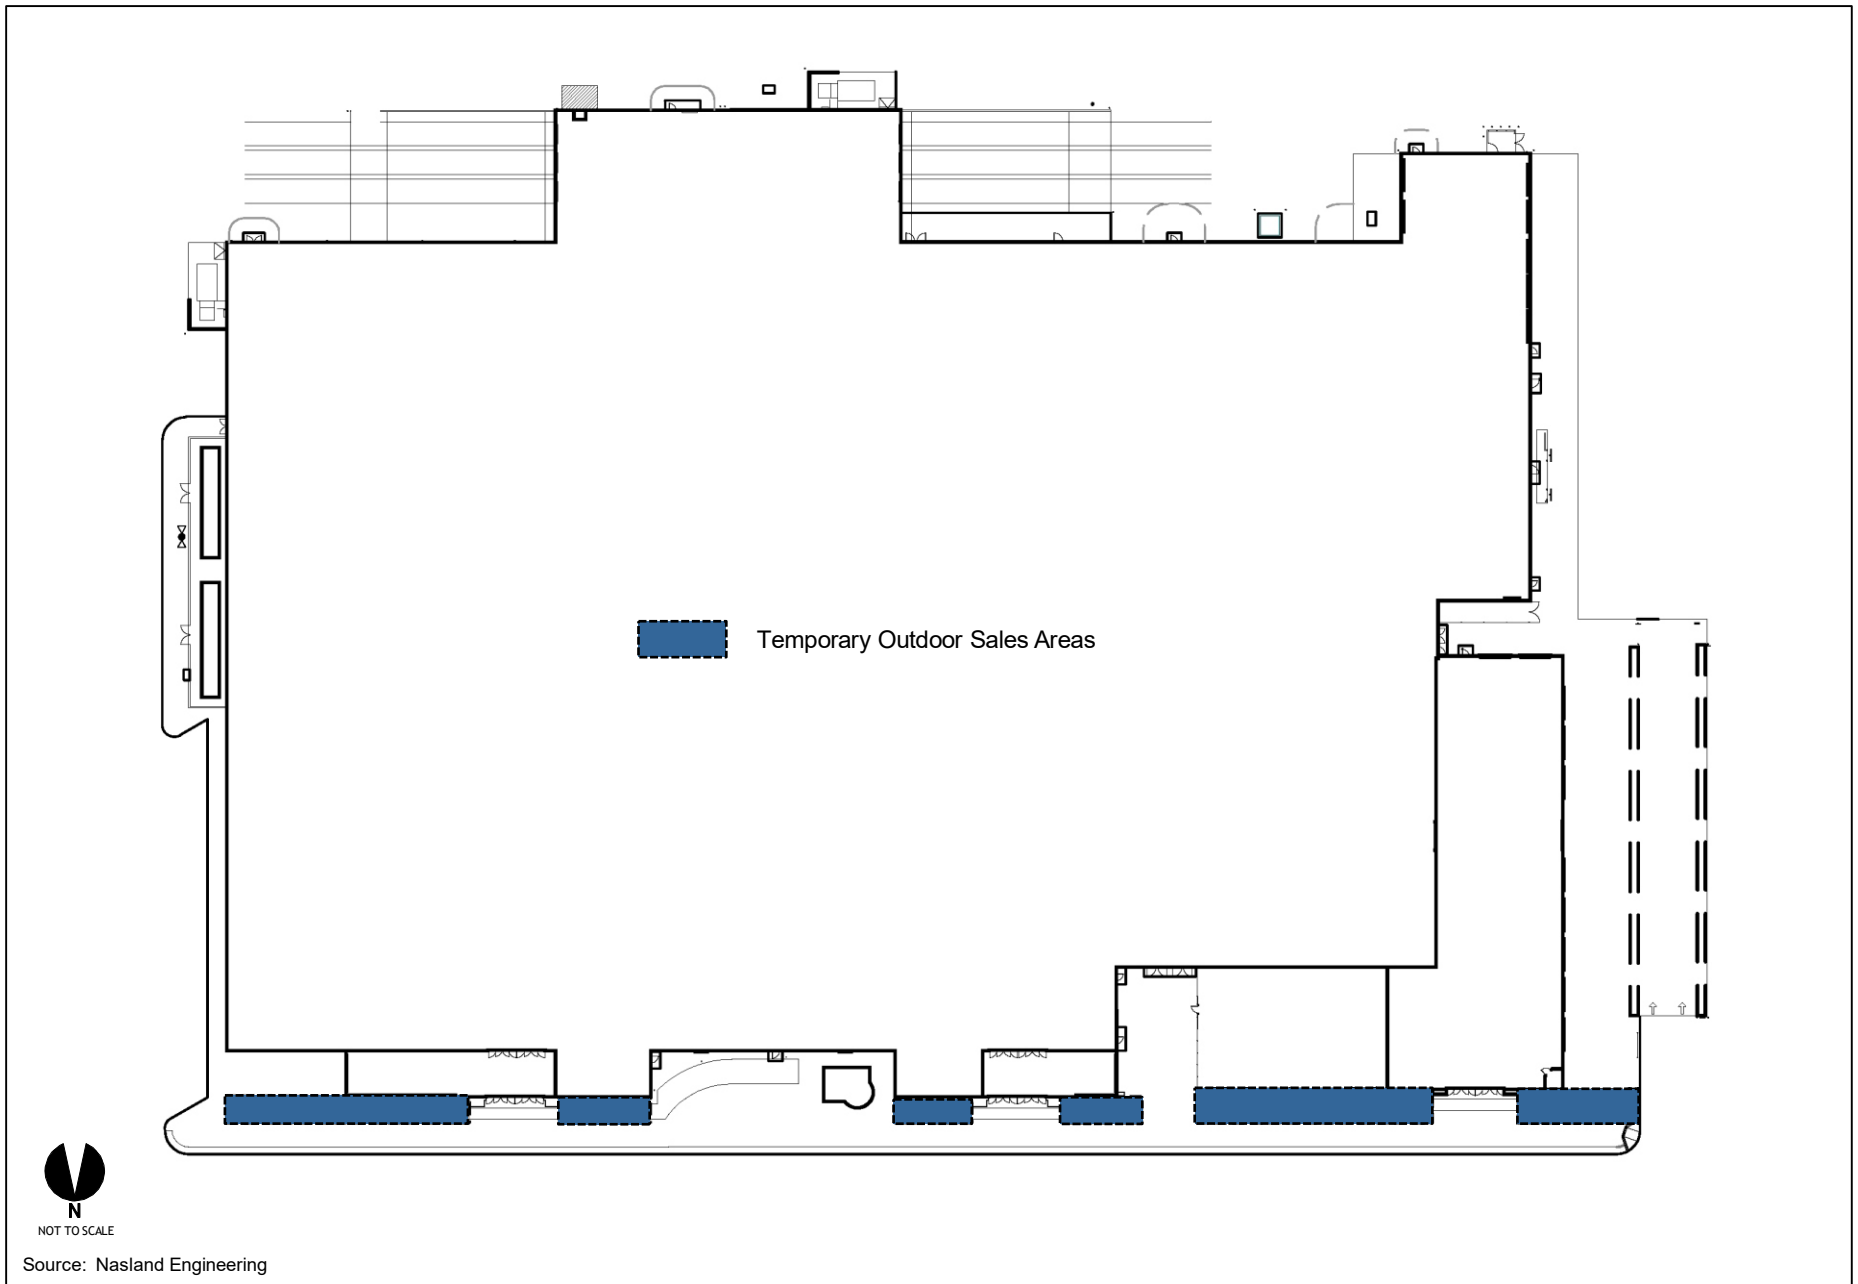 Temporary Outdoor Sales Areas
N
NOT TO SCALE
Source: Nasland Engineering